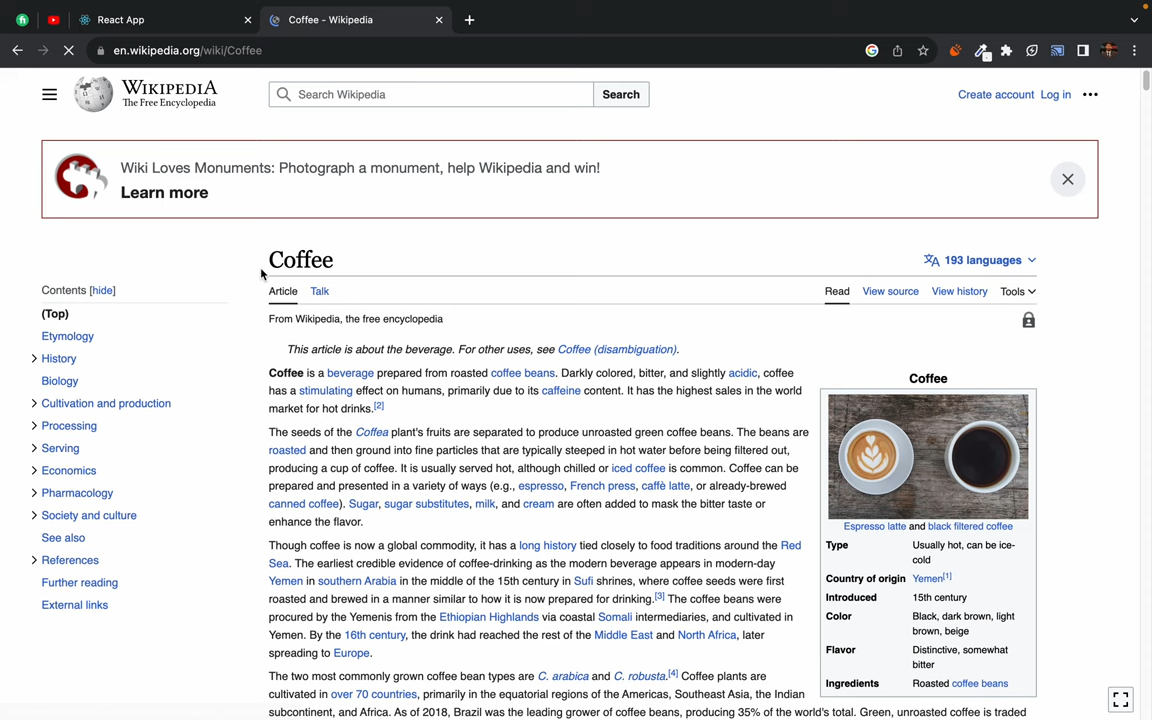 React App
Coffee - Wikipedia
en.wikipedia.org/wiki/Coffee
WIKIPEDIA
The Free Encyclopedia
Search Wikipedia
Search
Create account Log in
Wiki Loves Monuments: Photograph a monument, help Wikipedia and win!
Learn more
Coffee
193 languages
Contents [hide]
(Top)
Etymology
History
Biology
Cultivation and production
Processing
Serving
Economics
Pharmacology
Society and culture
See also
References
Further reading
External links
Article Talk
Read View source View history Tools
From Wikipedia, the free encyclopedia
This article is about the beverage. For other uses, see Coffee (disambiguation).
Coffee is a beverage prepared from roasted coffee beans. Darkly colored, bitter, and slightly acidic, coffee
has a stimulating effect on humans, primarily due to its caffeine content. It has the highest sales in the world
market for hot drinks.[2]
The seeds of the Coffea plant's fruits are separated to produce unroasted green coffee beans. The beans are
roasted and then ground into fine particles that are typically steeped in hot water before being filtered out,
producing a cup of coffee. It is usually served hot, although chilled or iced coffee is common. Coffee can be
prepared and presented in a variety of ways (e.g., espresso, French press, caffè latte, or already-brewed
canned coffee). Sugar, sugar substitutes, milk, and cream are often added to mask the bitter taste or
enhance the flavor.
Though coffee is now a global commodity, it has a long history tied closely to food traditions around the Red
Sea. The earliest credible evidence of coffee-drinking as the modern beverage appears in modern-day
Yemen in southern Arabia in the middle of the 15th century in Sufi shrines, where coffee seeds were first
roasted and brewed in a manner similar to how it is now prepared for drinking.[3] The coffee beans were
procured by the Yemenis from the Ethiopian Highlands via coastal Somali intermediaries, and cultivated in
Yemen. By the 16th century, the drink had reached the rest of the Middle East and North Africa, later
spreading to Europe.
The two most commonly grown coffee bean types are C. arabica and C. robusta.[4] Coffee plants are
cultivated in over 70 countries, primarily in the equatorial regions of the Americas, Southeast Asia, the Indian
subcontinent, and Africa. As of 2018, Brazil was the leading grower of coffee beans, producing 35% of the world's total. Green, unroasted coffee is traded
Coffee
Espresso latte and black filtered coffee
Type Usually hot, can be ice-
cold
Country of origin Yemen[1]
Introduced 15th century
Color Black, dark brown, light
brown, beige
Flavor Distinctive, somewhat
bitter
Ingredients Roasted coffee beans